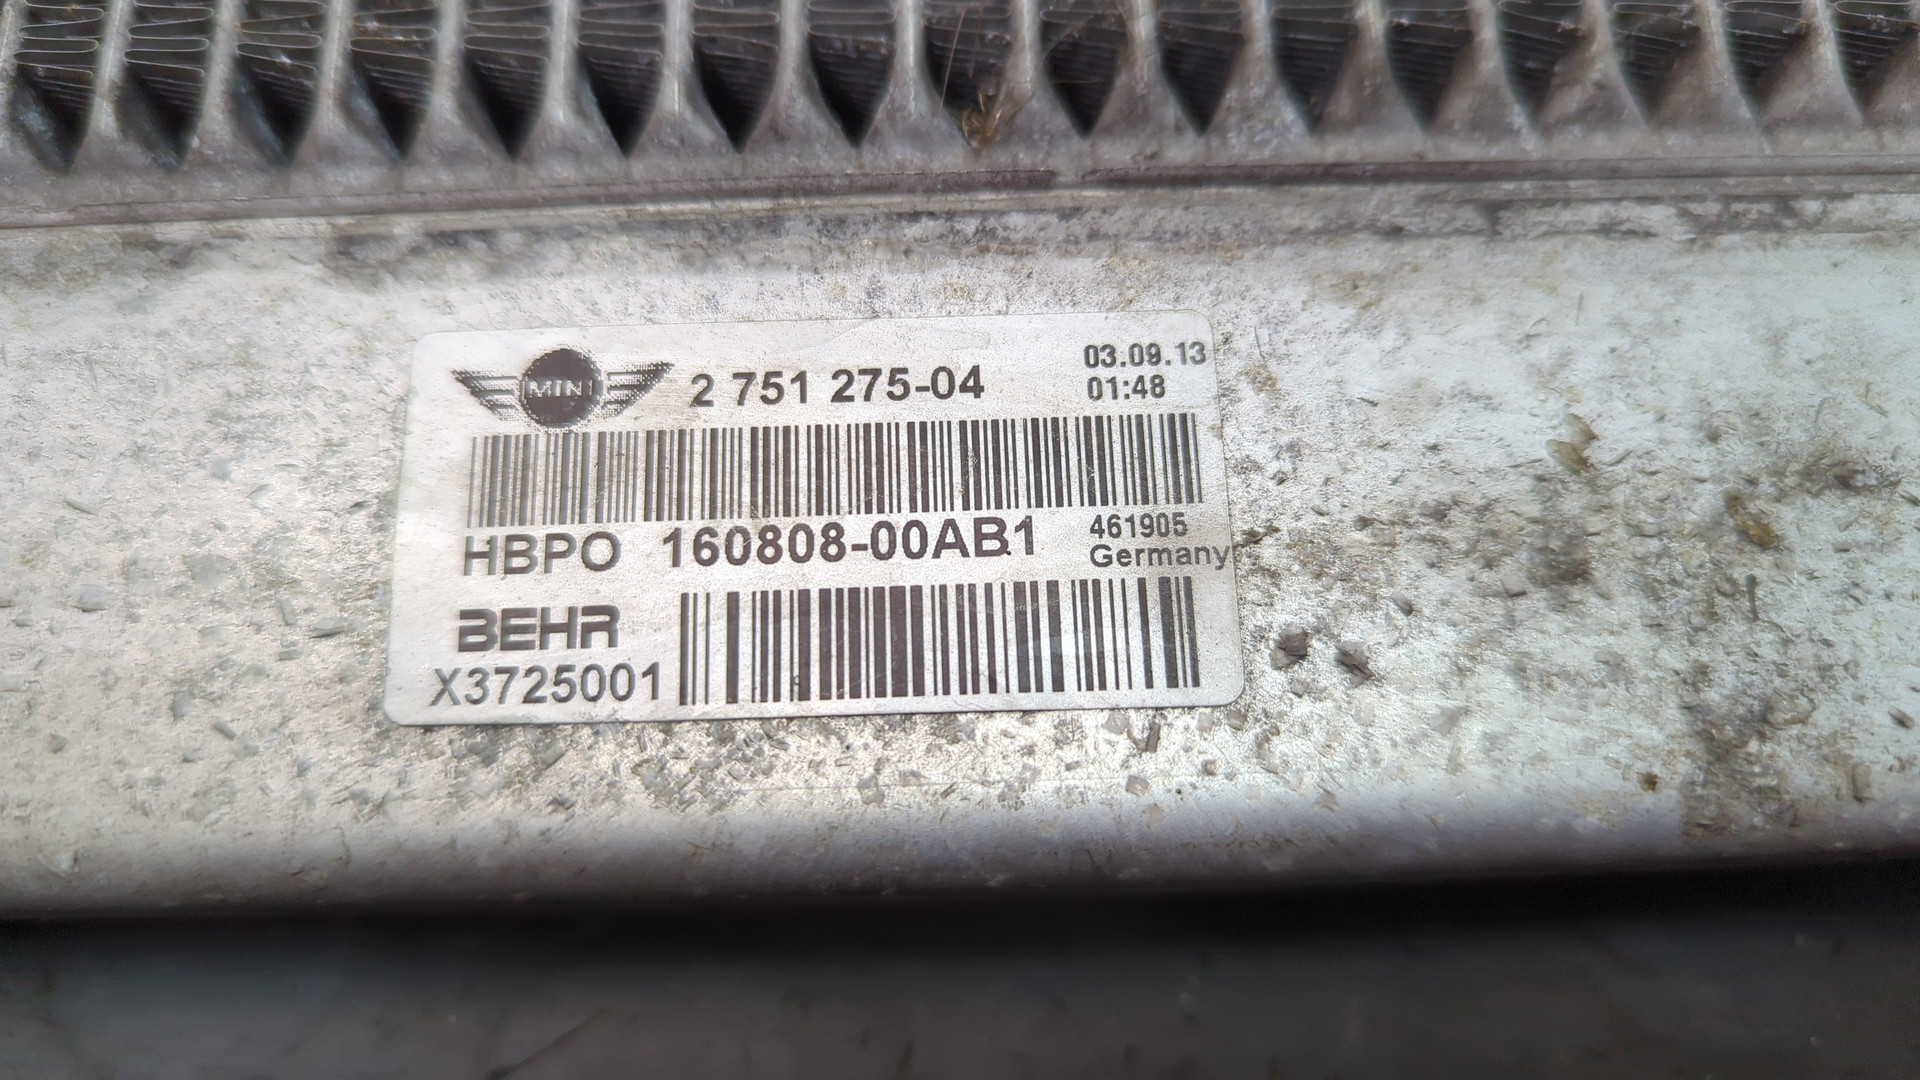 MINI 2 751 275-04 03.09.13
01:48
HBPO 160808-00AB1 461905
Germany
BEHR
X3725001